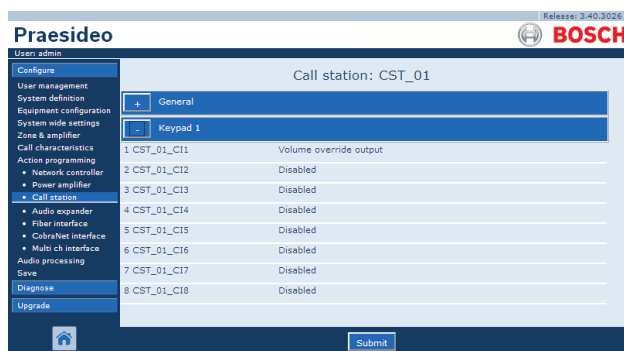 Release: 3.40.3026
Praesideo
BOSCH
User: admin
Configure
User management
System definition
Equipment configuration
System wide settings
Zone & amplifier
Call characteristics
Action programming
• Network controller
• Power amplifier
• Call station
• Audio expander
• Fiber interface
• CobraNet interface
• Multi ch interface
Audio processing
Save
Diagnose
Upgrade
Call station: CST_01
+ General
- Keypad 1
1 CST_01_CI1 Volume override output
2 CST_01_CI2 Disabled
3 CST_01_CI3 Disabled
4 CST_01_CI4 Disabled
5 CST_01_CI5 Disabled
6 CST_01_CI6 Disabled
7 CST_01_CI7 Disabled
8 CST_01_CI8 Disabled
Submit